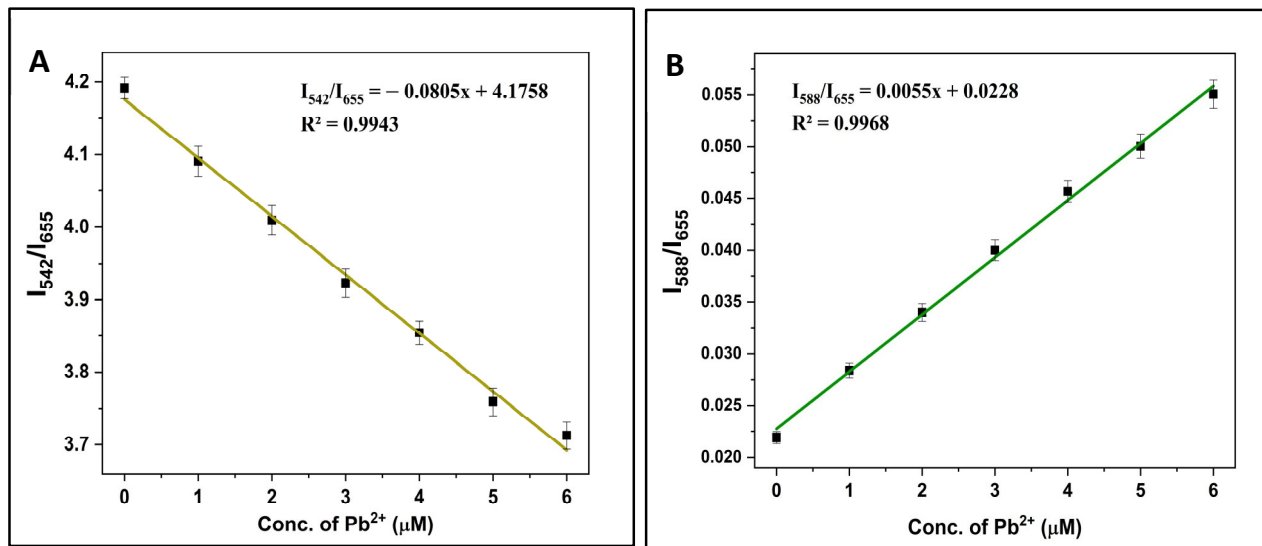 A
I₅₄₂/I₆₅₅ = – 0.0805x + 4.1758
R² = 0.9943
4.2
4.1
4.0
3.9
3.8
3.7
I₅₄₂/I₆₅₅
0 1 2 3 4 5 6
Conc. of Pb²⁺ (μM)
B
I₅₈₈/I₆₅₅ = 0.0055x + 0.0228
R² = 0.9968
0.055
0.050
0.045
0.040
0.035
0.030
0.025
0.020
I₅₈₈/I₆₅₅
0 1 2 3 4 5 6
Conc. of Pb²⁺ (μM)